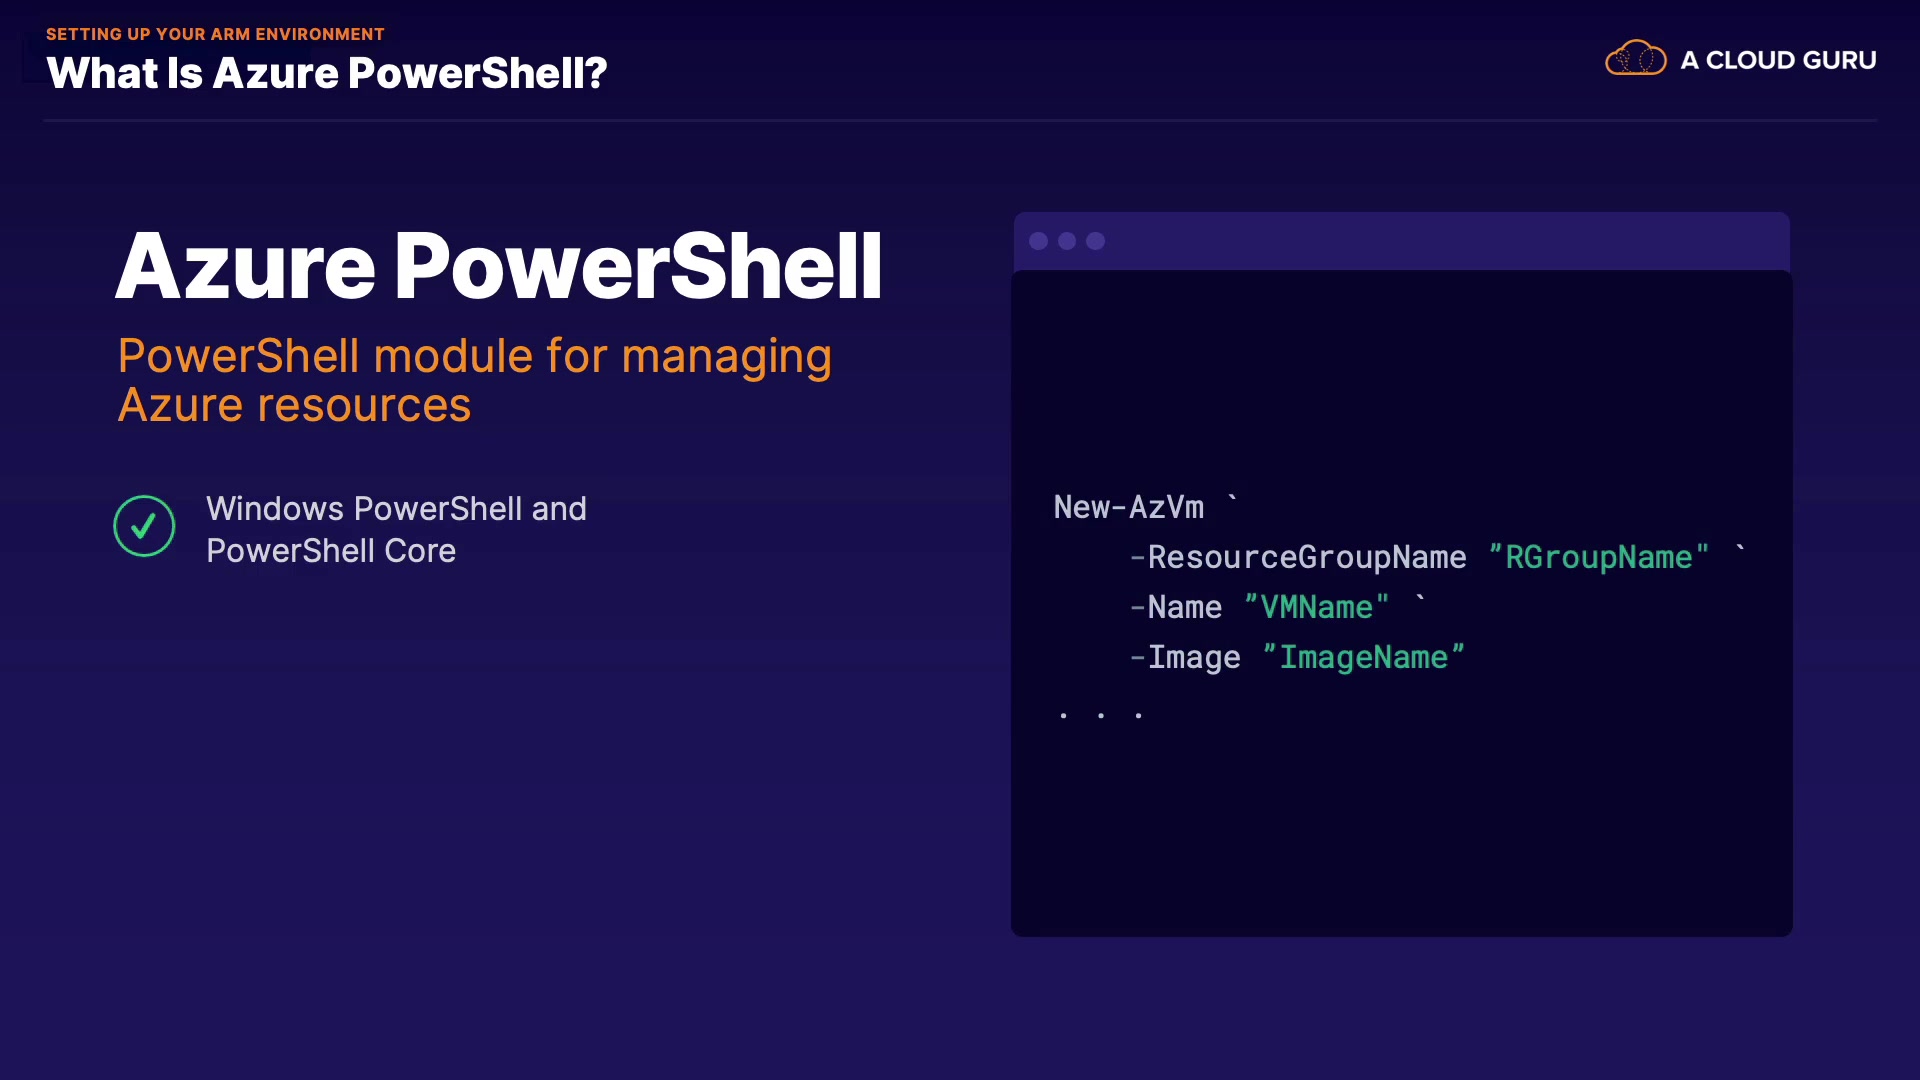 SETTING UP YOUR ARM ENVIRONMENT
What Is Azure PowerShell?
A CLOUD GURU
Azure PowerShell
PowerShell module for managing
Azure resources
Windows PowerShell and
PowerShell Core
New-AzVm `
    -ResourceGroupName ”RGroupName" `
    -Name ”VMName" `
    -Image ”ImageName”
. . .